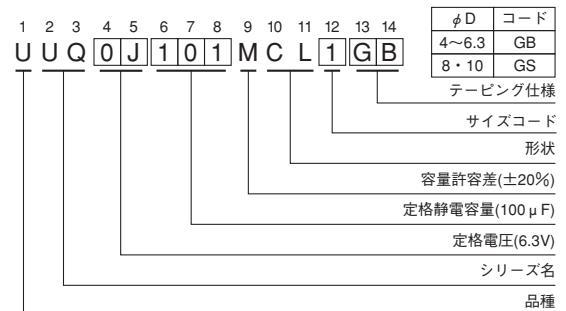 1 2 3 4 5 6 7 8 9 10 11 12 13 14
U U Q 0 J 1 0 1 M C L 1 G B
φD コード
4～6.3 GB
8・10 GS
テーピング仕様
サイズコード
形状
容量許容差(±20％)
定格静電容量(100μF)
定格電圧(6.3V)
シリーズ名
品種